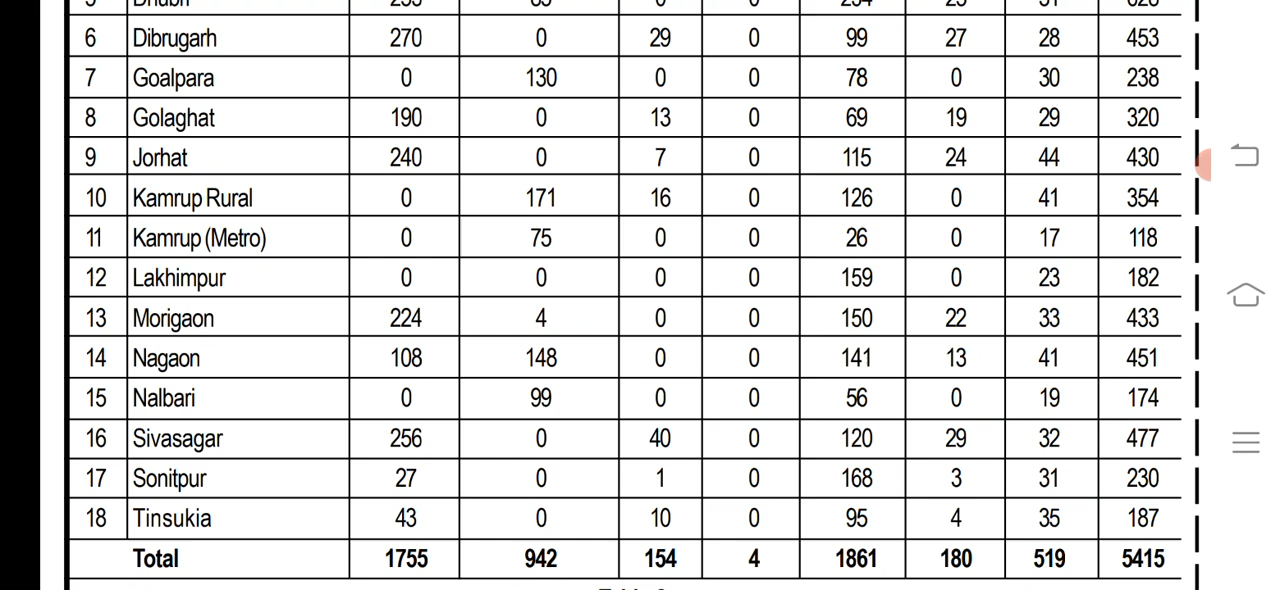 6 Dibrugarh 270 0 29 0 99 27 28 453
7 Goalpara 0 130 0 0 78 0 30 238
8 Golaghat 190 0 13 0 69 19 29 320
9 Jorhat 240 0 7 0 115 24 44 430
10 Kamrup Rural 0 171 16 0 126 0 41 354
11 Kamrup (Metro) 0 75 0 0 26 0 17 118
12 Lakhimpur 0 0 0 0 159 0 23 182
13 Morigaon 224 4 0 0 150 22 33 433
14 Nagaon 108 148 0 0 141 13 41 451
15 Nalbari 0 99 0 0 56 0 19 174
16 Sivasagar 256 0 40 0 120 29 32 477
17 Sonitpur 27 0 1 0 168 3 31 230
18 Tinsukia 43 0 10 0 95 4 35 187
Total 1755 942 154 4 1861 180 519 5415